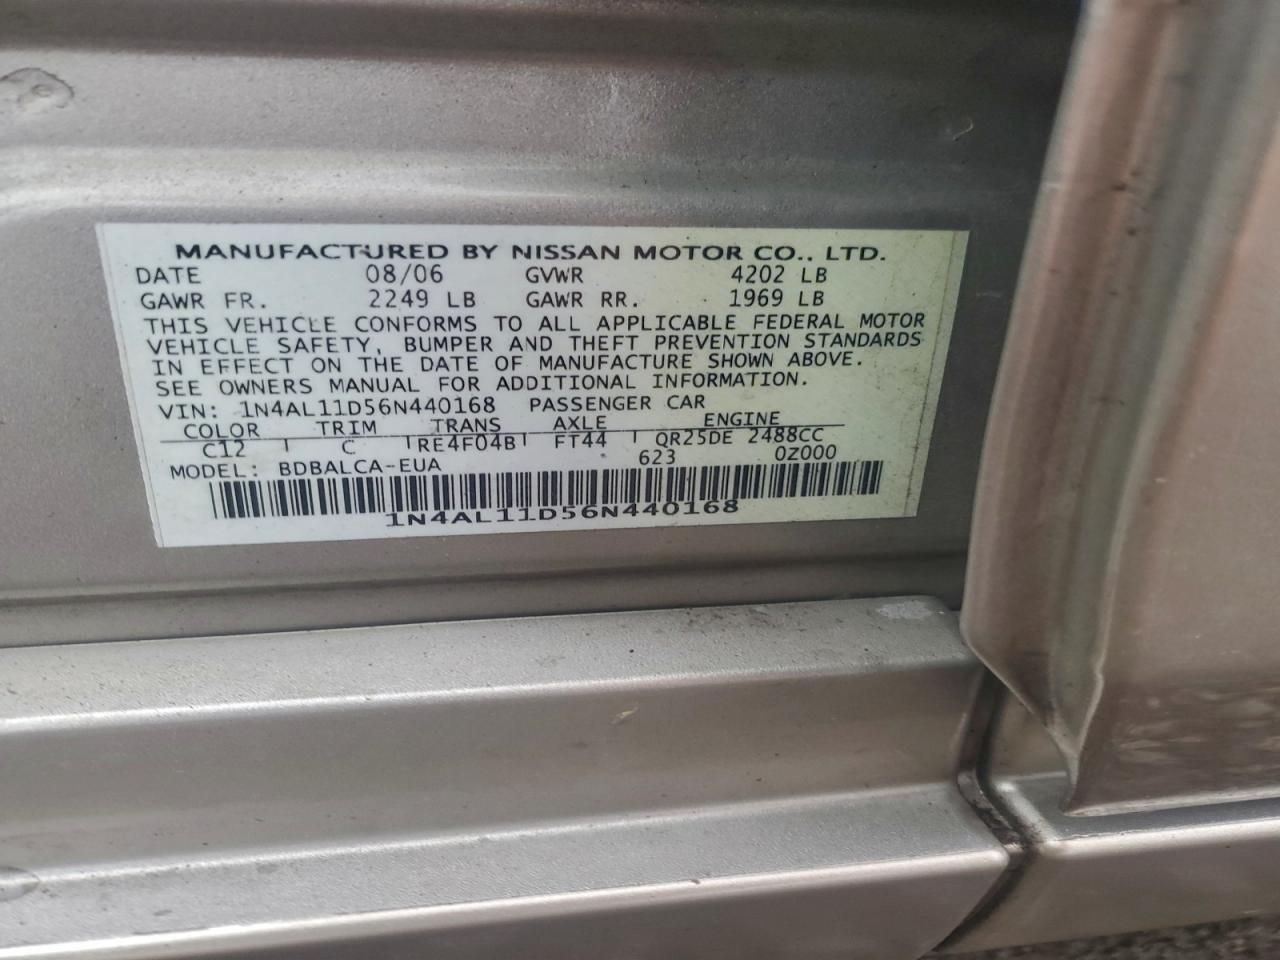 MANUFACTURED BY NISSAN MOTOR CO., LTD.
DATE 08/06 GVWR 4202 LB
GAWR FR. 2249 LB GAWR RR. 1969 LB
THIS VEHICLE CONFORMS TO ALL APPLICABLE FEDERAL MOTOR
VEHICLE SAFETY, BUMPER AND THEFT PREVENTION STANDARDS
IN EFFECT ON THE DATE OF MANUFACTURE SHOWN ABOVE.
SEE OWNERS MANUAL FOR ADDITIONAL INFORMATION.
VIN: 1N4AL11D56N440168 PASSENGER CAR
COLOR TRIM TRANS AXLE ENGINE
C12 C RE4F04B FT44 QR25DE 2488CC
MODEL: BDBALCA-EUA 623 0Z000
1N4AL11D56N440168